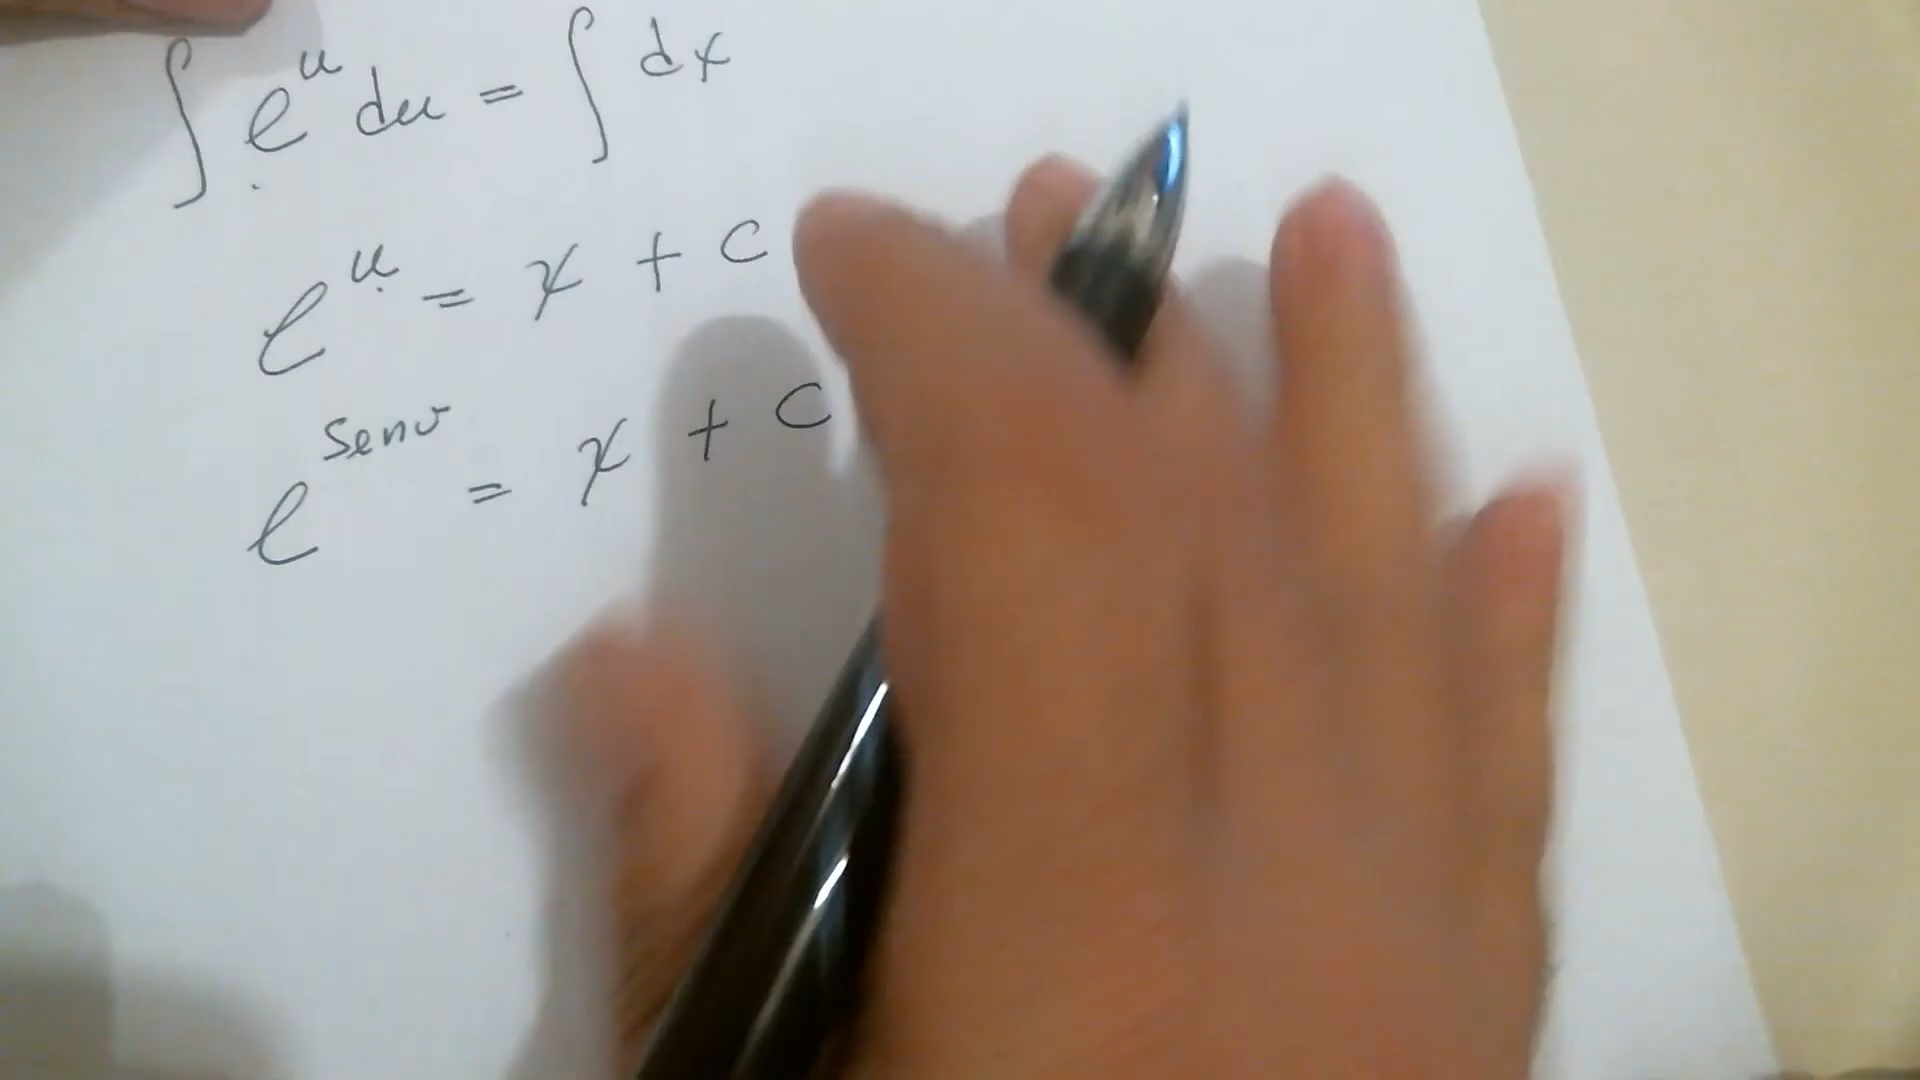 ∫ e^u du = ∫ dx
e^u = x + c
e^senv = x + c